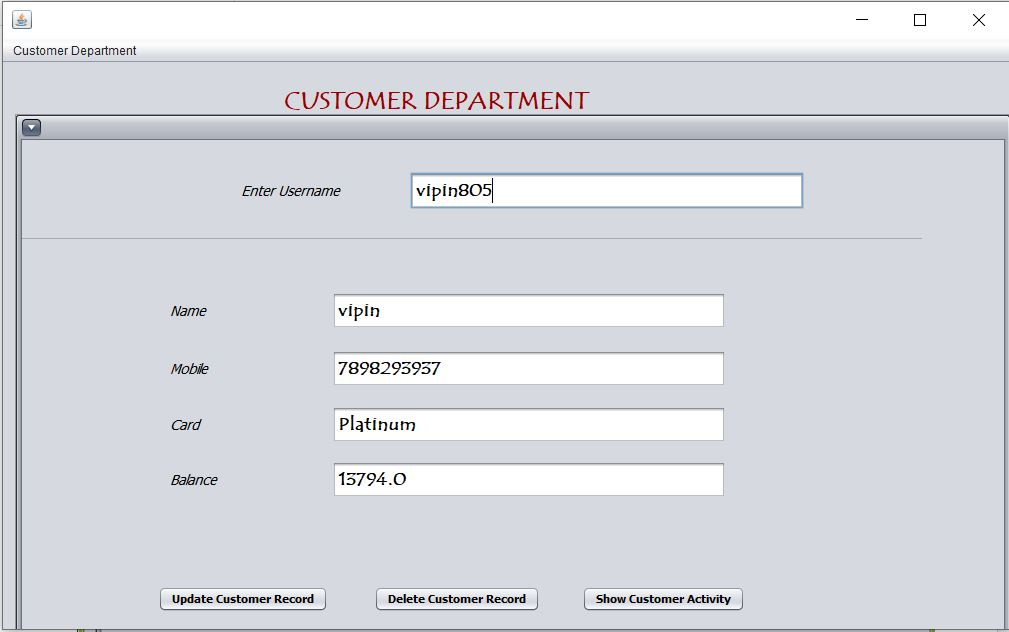 Customer Department
CUSTOMER DEPARTMENT
Enter Username vipin805
Name vipin
Mobile 7898293937
Card Platinum
Balance 13794.0
Update Customer Record Delete Customer Record Show Customer Activity